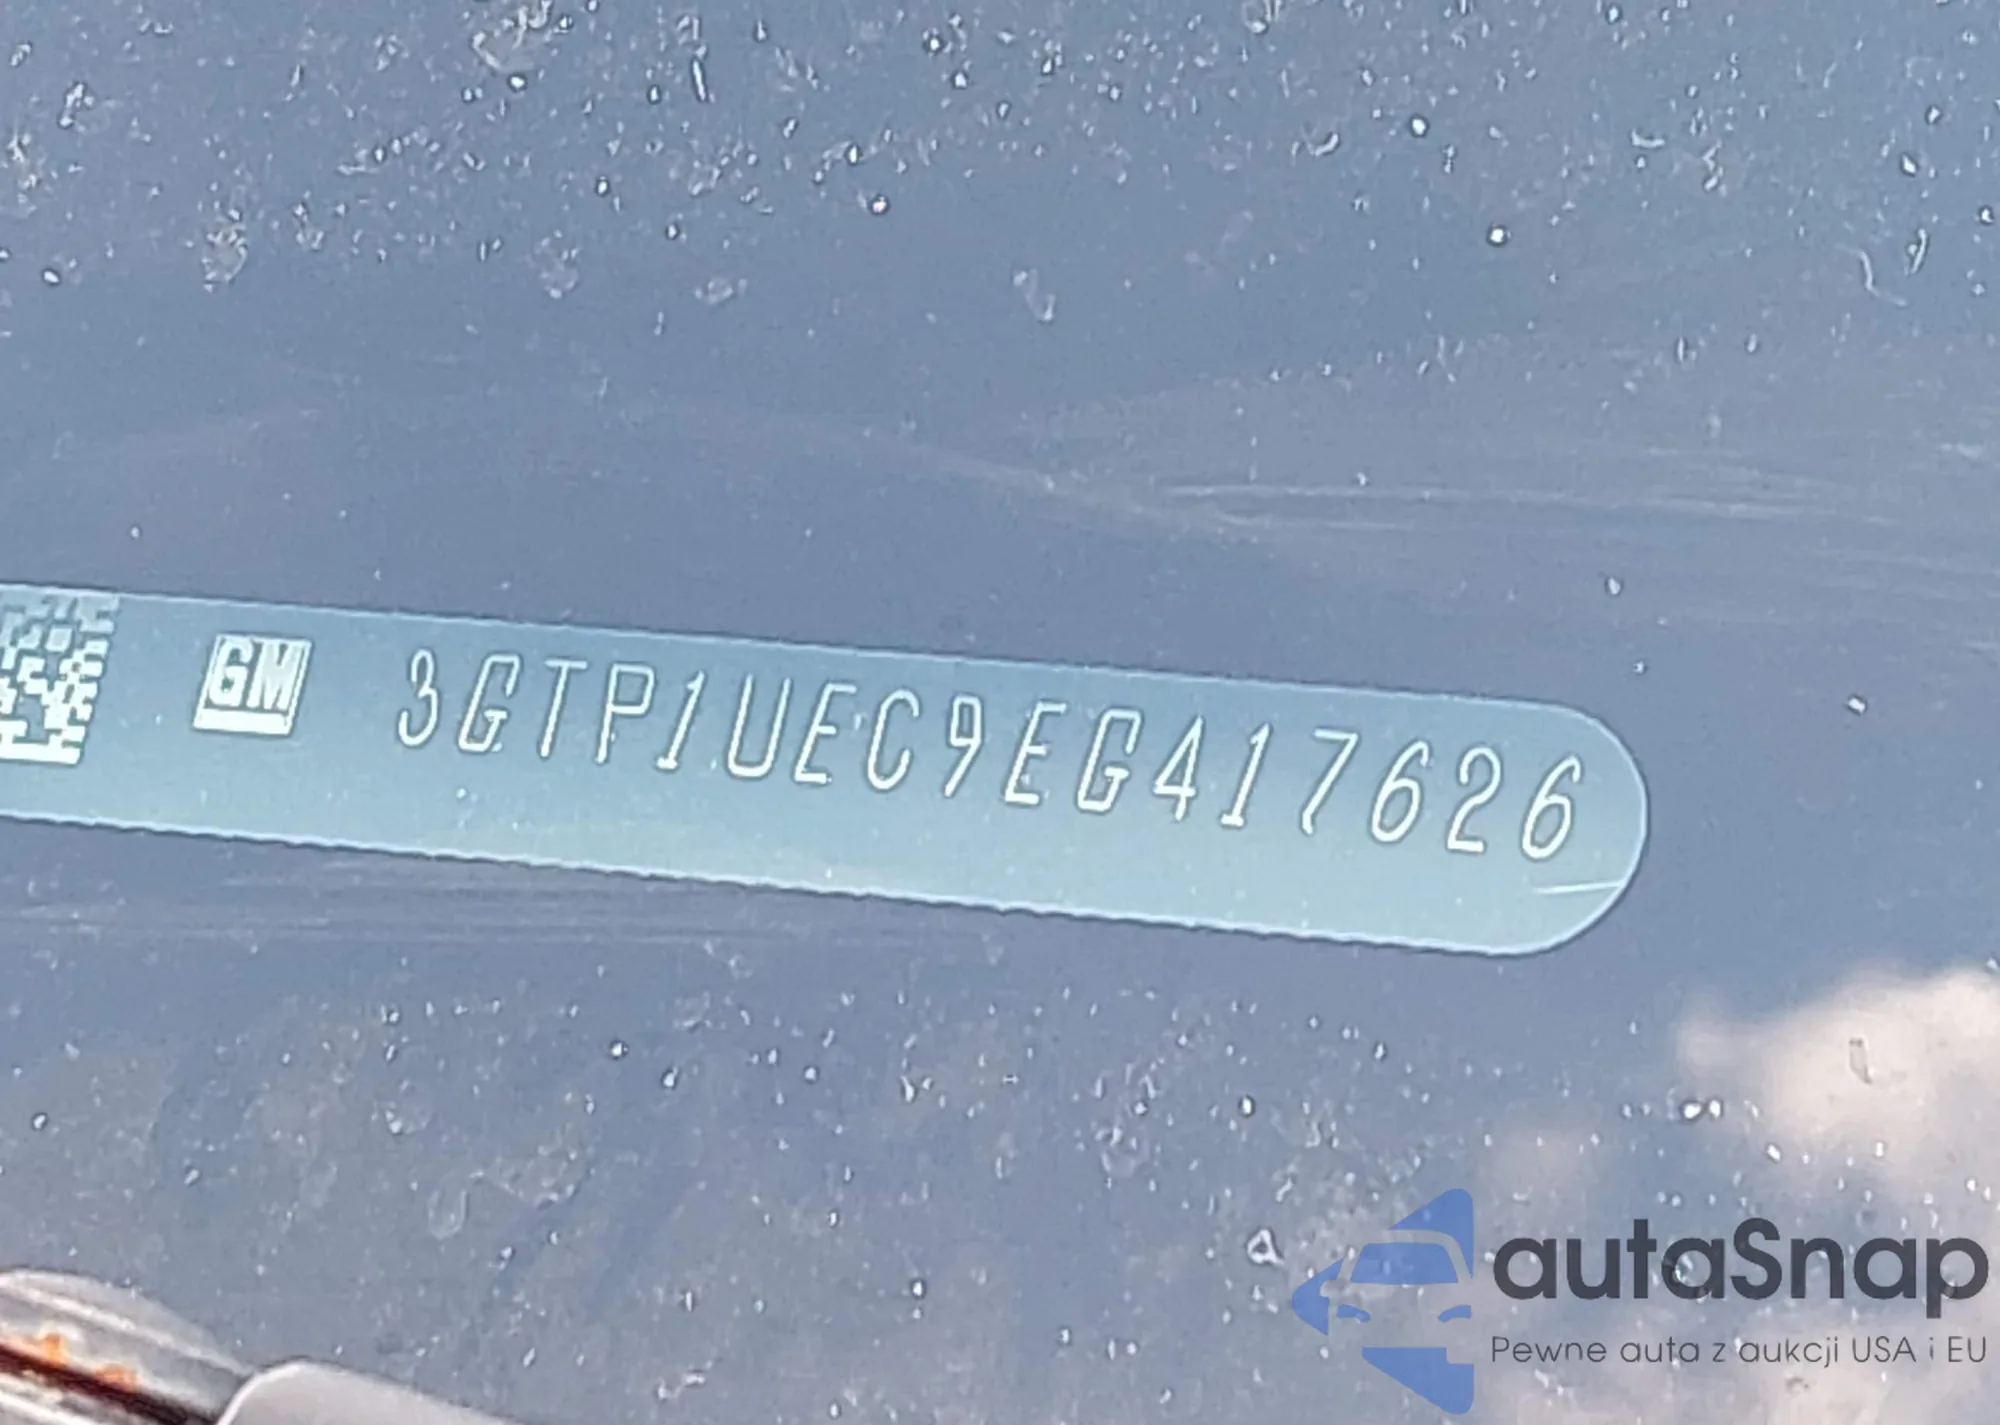 GM 3GTP1UEC9EG417626
autaSnap
Pewne auta z aukcji USA i EU